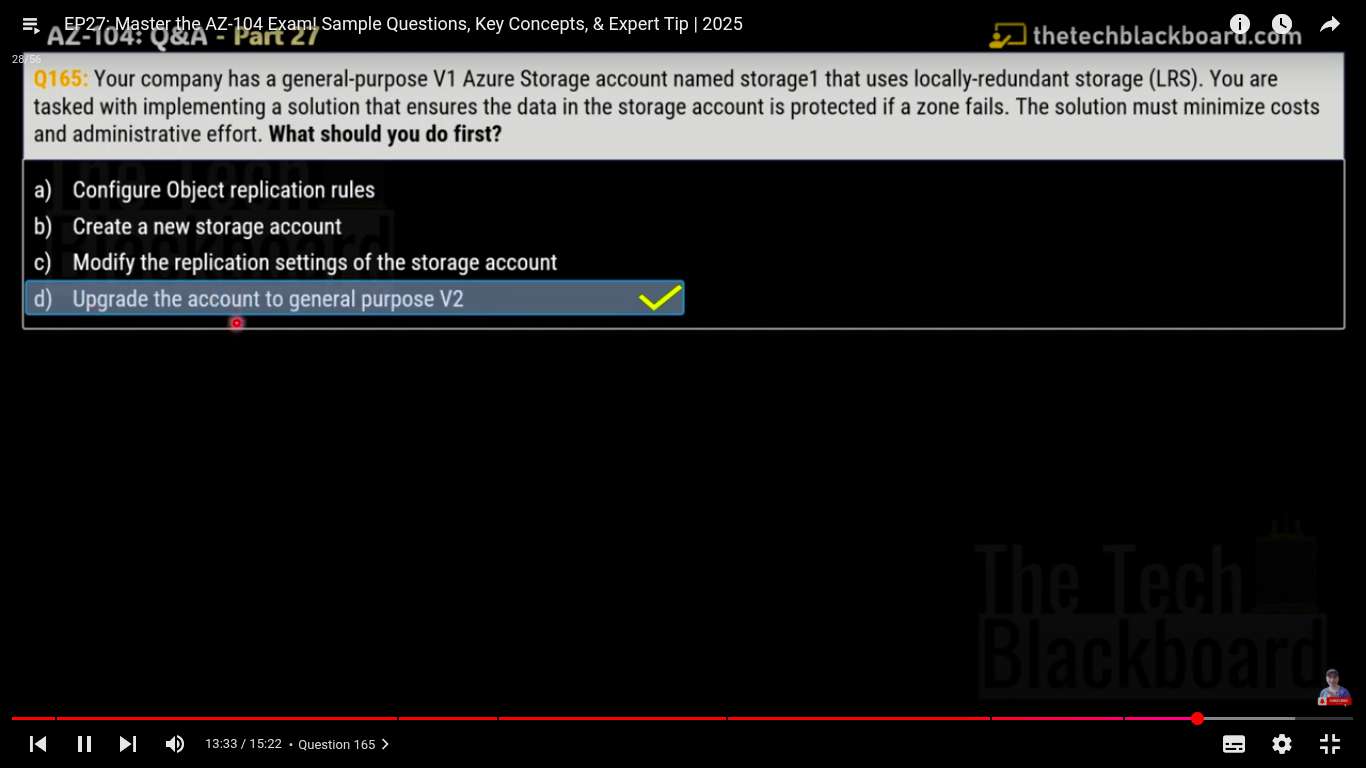 EP27: Master the AZ-104 Exam! Sample Questions, Key Concepts, & Expert Tip | 2025
AZ-104: Q&A - Part 27
thetechblackboard.com
28/56
Q165: Your company has a general-purpose V1 Azure Storage account named storage1 that uses locally-redundant storage (LRS). You are
tasked with implementing a solution that ensures the data in the storage account is protected if a zone fails. The solution must minimize costs
and administrative effort. What should you do first?
a) Configure Object replication rules
b) Create a new storage account
c) Modify the replication settings of the storage account
d) Upgrade the account to general purpose V2
The Tech
Blackboard
13:33 / 15:22 • Question 165